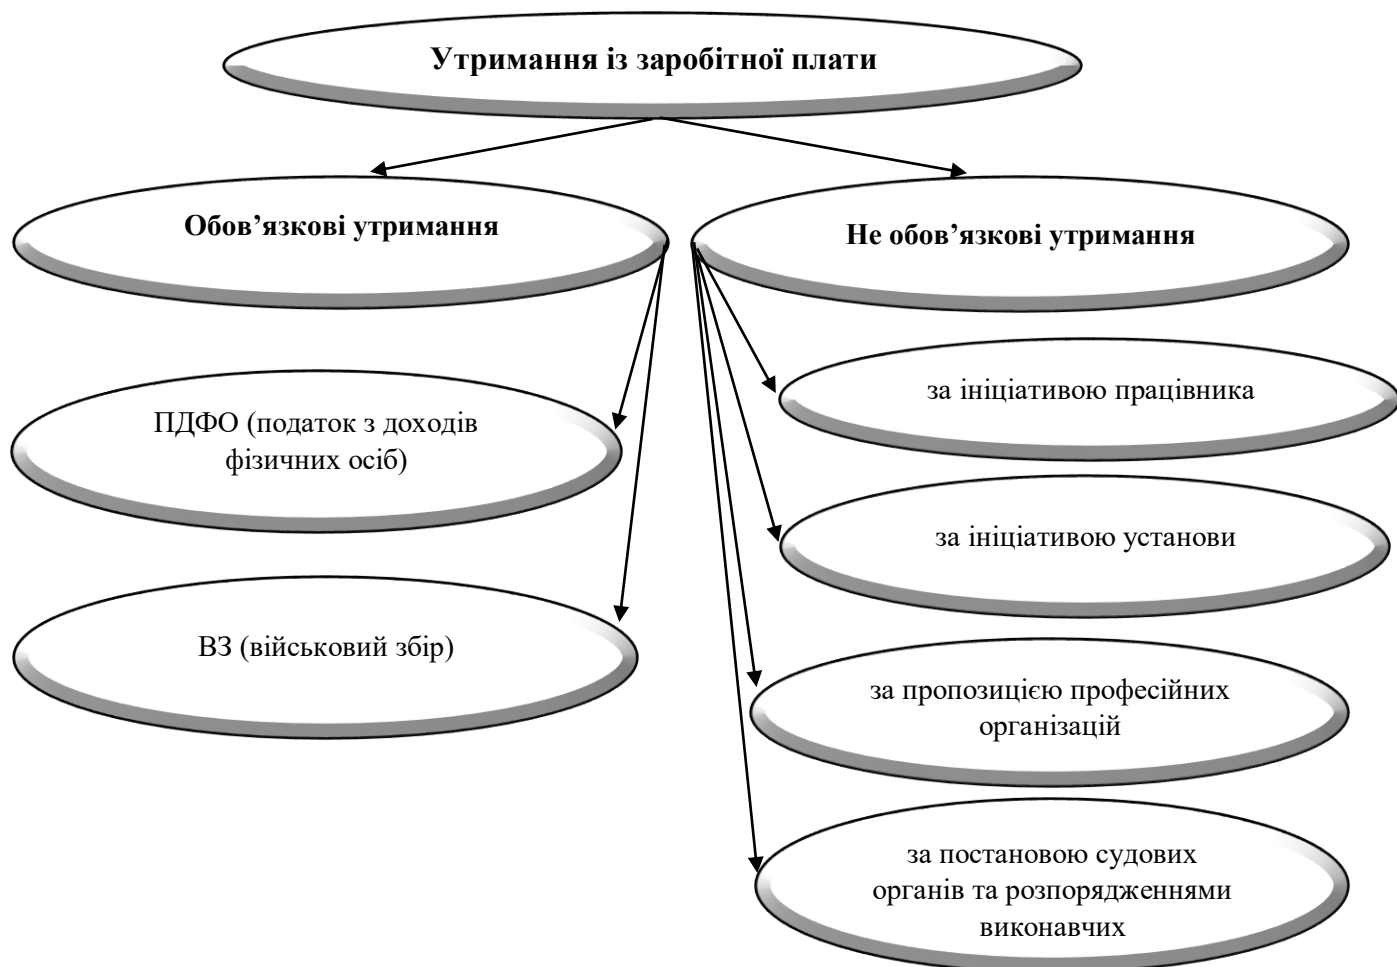 Утримання із заробітної плати
Обов’язкові утримання
Не обов’язкові утримання
ПДФО (податок з доходів
фізичних осіб)
ВЗ (військовий збір)
за ініціативою працівника
за ініціативою установи
за пропозицією професійних
організацій
за постановою судових
органів та розпорядженнями
виконавчих